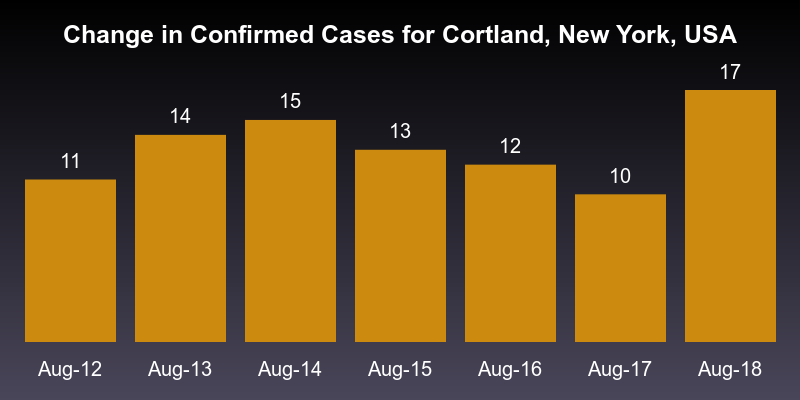 Change in Confirmed Cases for Cortland, New York, USA
11
14
15
13
12
10
17
Aug-12
Aug-13
Aug-14
Aug-15
Aug-16
Aug-17
Aug-18